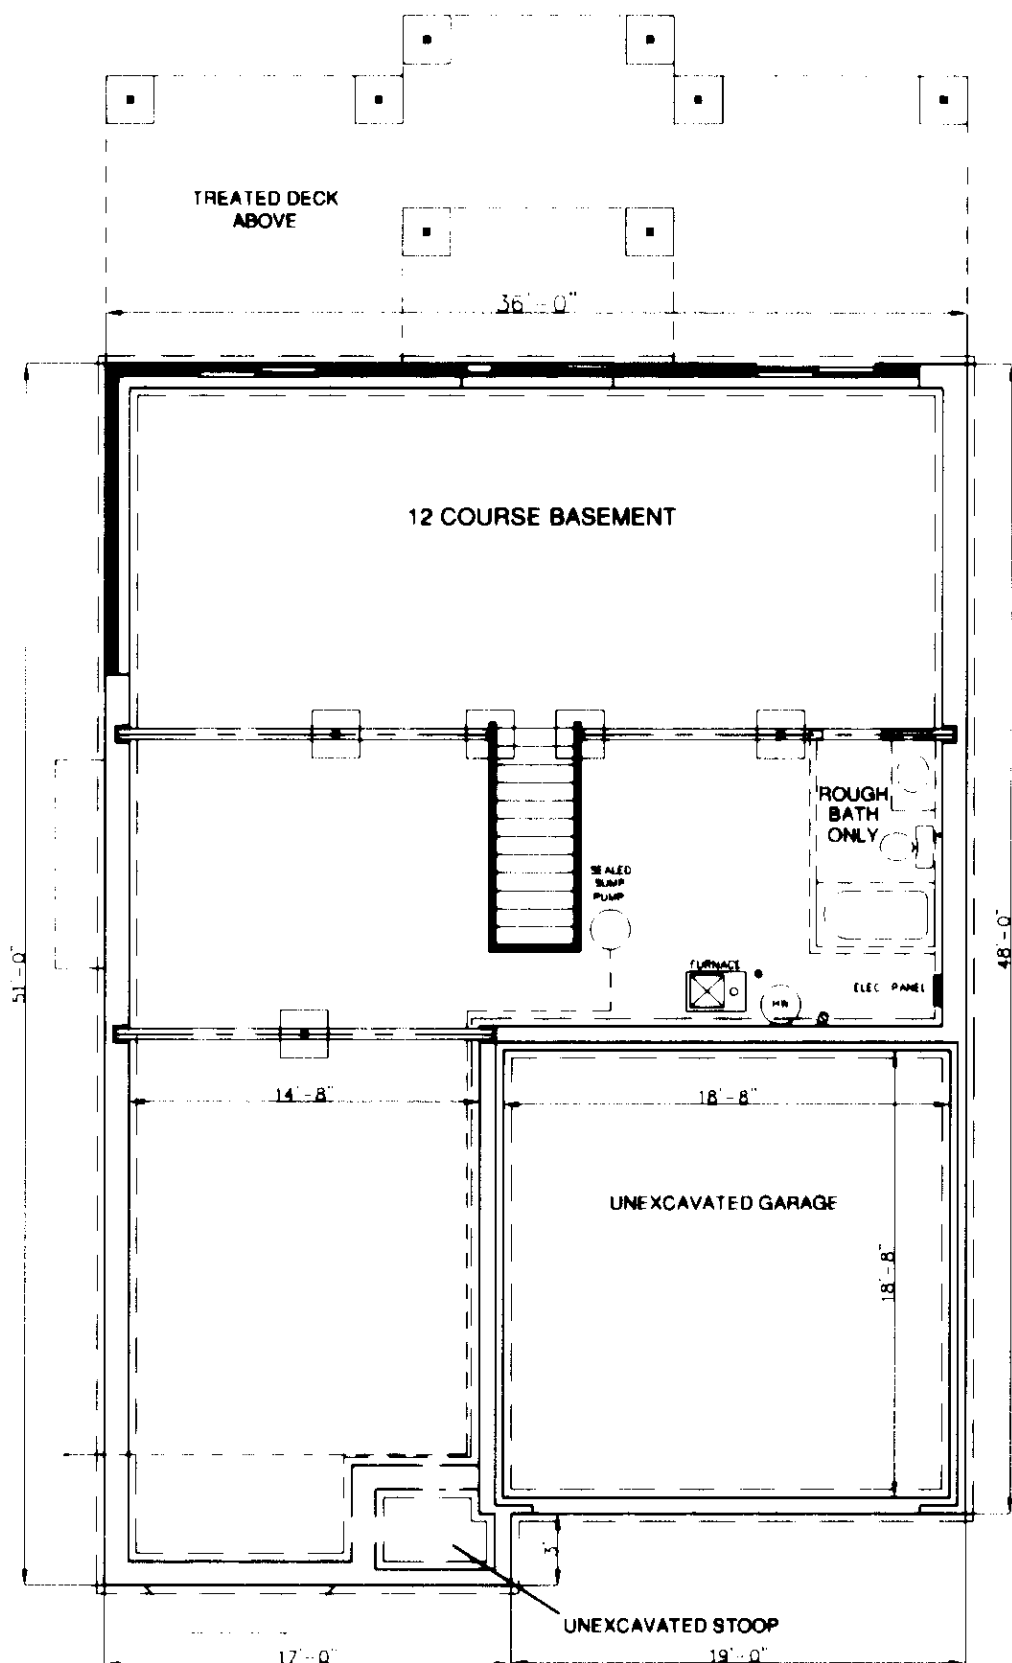 TREATED DECK
ABOVE
36'-0"
12 COURSE BASEMENT
ROUGH
BATH
ONLY
SEALED
SUMP
PUMP
FURNACE
HW
ELEC PANEL
51'-0"
48'-0"
14'-8"
18'-8"
UNEXCAVATED GARAGE
18'-8"
3'
UNEXCAVATED STOOP
17'-0"
19'-0"